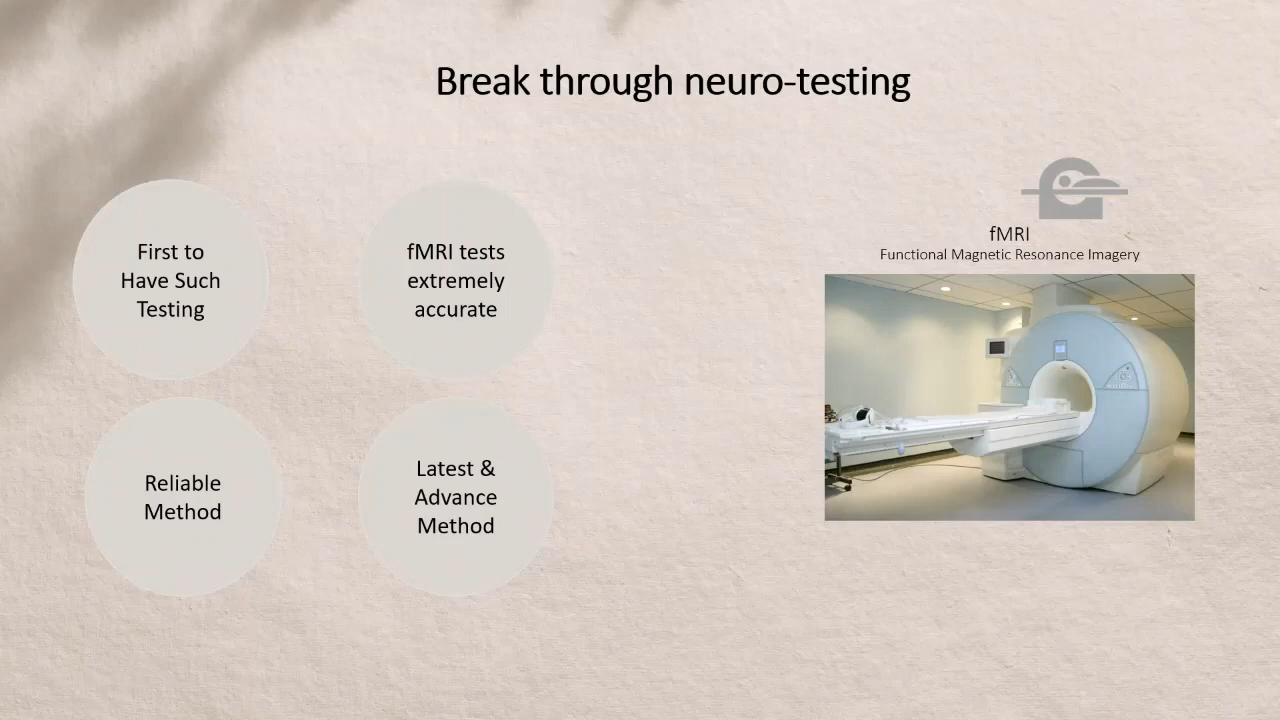 Break through neuro-testing
First to
Have Such
Testing
fMRI tests
extremely
accurate
Reliable
Method
Latest &
Advance
Method
fMRI
Functional Magnetic Resonance Imagery